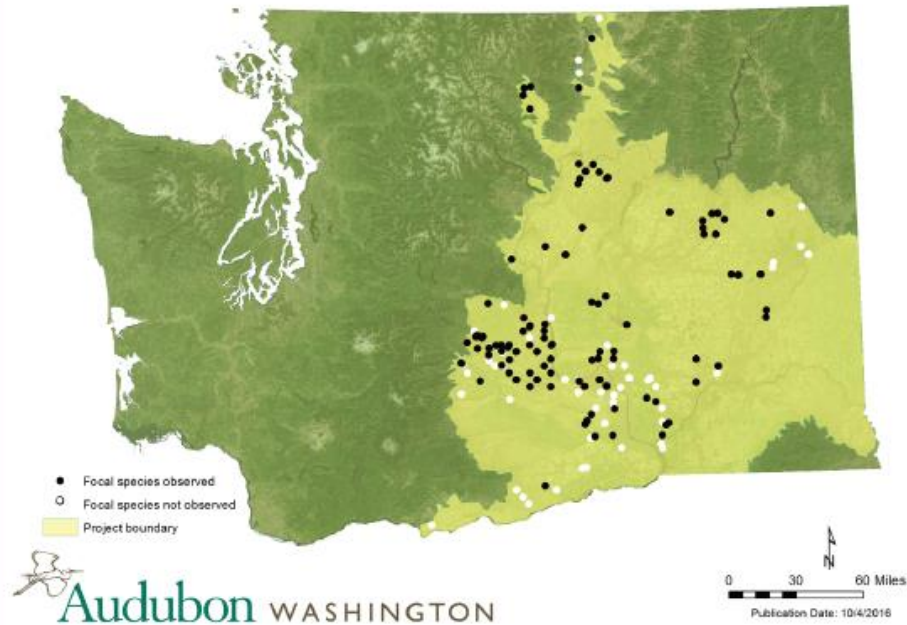 Focal species observed
Focal species not observed
Project boundary
Audubon WASHINGTON
N
0 30 60 Miles
Publication Date: 10/4/2016